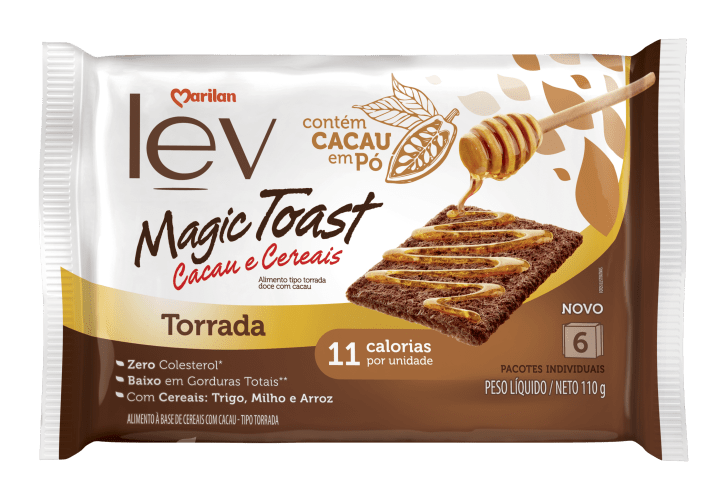 Marilan
lev
contém
CACAU
em Pó
Magic Toast
Cacau e Cereais
Alimento tipo torrada
doce com cacau
Torrada
11 calorias
por unidade
NOVO
6
PACOTES INDIVIDUAIS
PESO LÍQUIDO / NETO 110 g
Zero Colesterol*
Baixo em Gorduras Totais**
Com Cereais: Trigo, Milho e Arroz
ALIMENTO À BASE DE CEREAIS COM CACAU - TIPO TORRADA